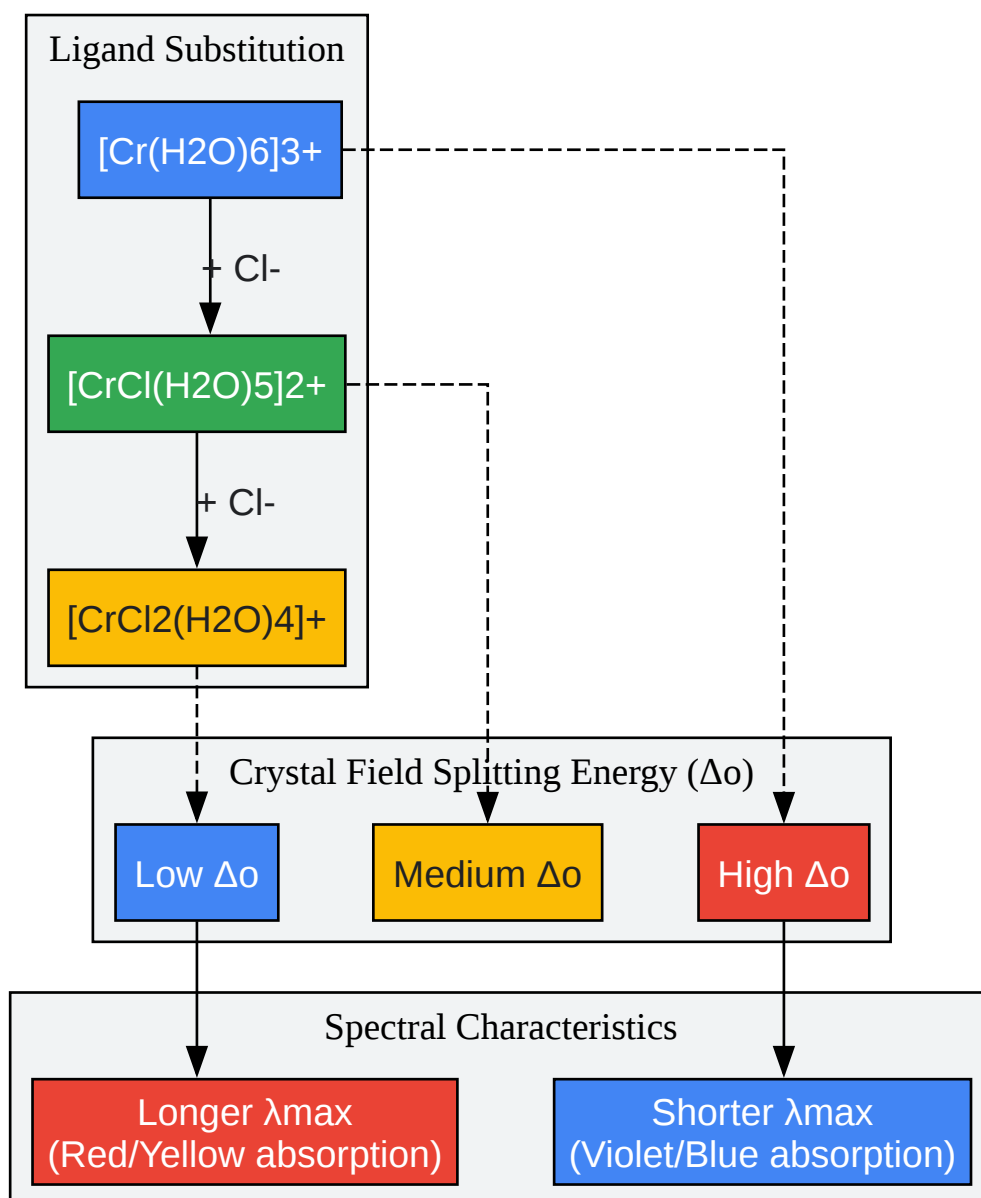 Ligand Substitution
[Cr(H2O)6]3+
+ Cl-
[CrCl(H2O)5]2+
+ Cl-
[CrCl2(H2O)4]+
Crystal Field Splitting Energy (Δo)
Low Δo
Medium Δo
High Δo
Spectral Characteristics
Longer λmax
(Red/Yellow absorption)
Shorter λmax
(Violet/Blue absorption)